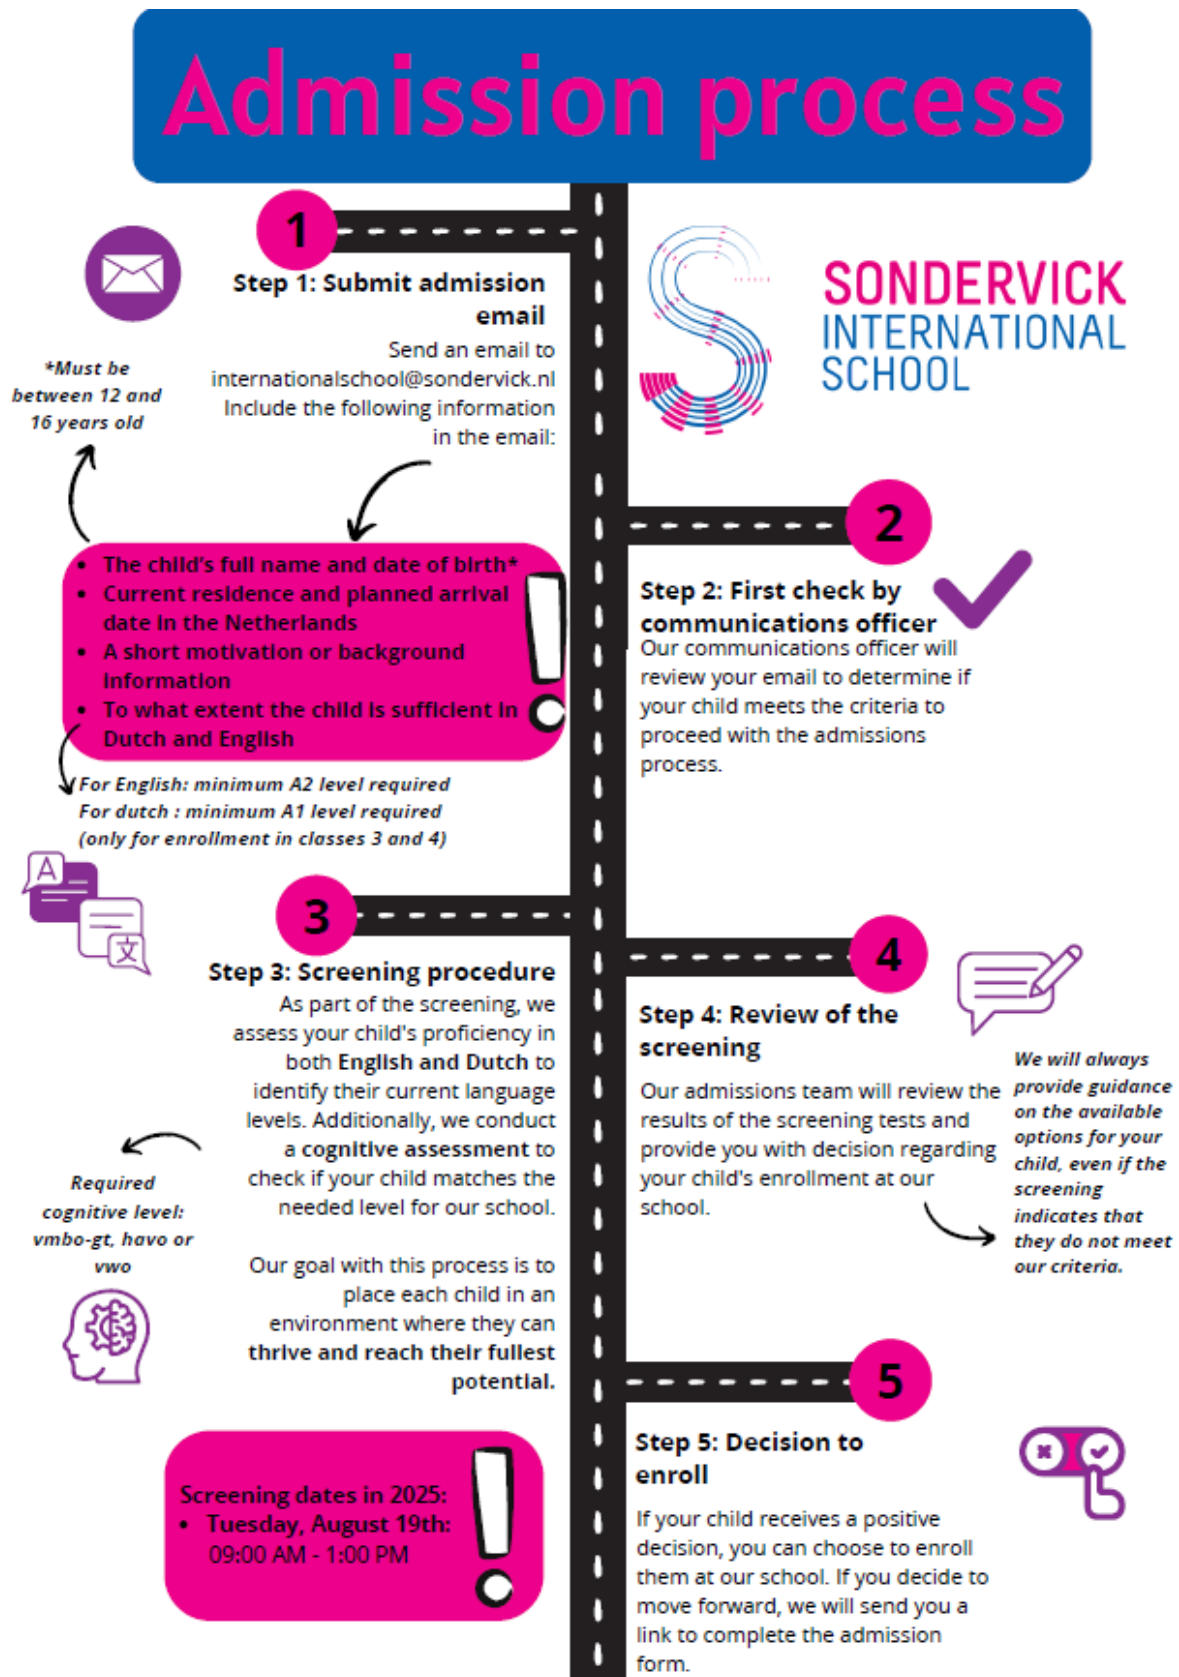 Admission process
1
Step 1: Submit admission
email
Send an email to
internationalschool@sondervick.nl
Include the following information
in the email:
*Must be
between 12 and
16 years old
• The child's full name and date of birth*
• Current residence and planned arrival
date in the Netherlands
• A short motivation or background
information
• To what extent the child is sufficient in
Dutch and English
For English: minimum A2 level required
For dutch : minimum A1 level required
(only for enrollment in classes 3 and 4)
SONDERVICK
INTERNATIONAL
SCHOOL
2
Step 2: First check by
communications officer
Our communications officer will
review your email to determine if
your child meets the criteria to
proceed with the admissions
process.
A
文
3
Step 3: Screening procedure
As part of the screening, we
assess your child's proficiency in
both English and Dutch to
identify their current language
levels. Additionally, we conduct
a cognitive assessment to
check if your child matches the
needed level for our school.
Our goal with this process is to
place each child in an
environment where they can
thrive and reach their fullest
potential.
Required
cognitive level:
vmbo-gt, havo or
vwo
Screening dates in 2025:
• Tuesday, August 19th:
09:00 AM - 1:00 PM
4
Step 4: Review of the
screening
Our admissions team will review the
results of the screening tests and
provide you with decision regarding
your child's enrollment at our
school.
We will always
provide guidance
on the available
options for your
child, even if the
screening
indicates that
they do not meet
our criteria.
5
Step 5: Decision to
enroll
If your child receives a positive
decision, you can choose to enroll
them at our school. If you decide to
move forward, we will send you a
link to complete the admission
form.